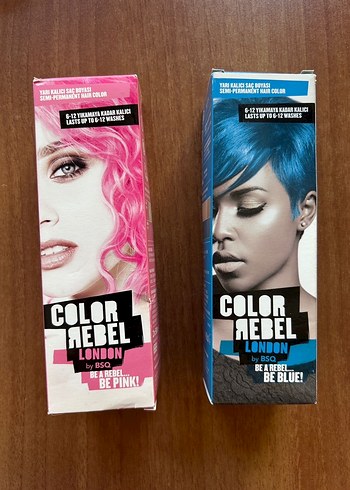 YARI KALICI SAÇ BOYASI
SEMI-PERMANENT HAIR COLOR
6-12 YIKAMAYA KADAR KALICI
LASTS UP TO 6-12 WASHES
COLOR
REBEL
LONDON
by BSQ
BE A REBEL...
BE PINK!
YARI KALICI SAÇ BOYASI
SEMI-PERMANENT HAIR COLOR
6-12 YIKAMAYA KADAR KALICI
LASTS UP TO 6-12 WASHES
COLOR
REBEL
LONDON
by BSQ
BE A REBEL...
BE BLUE!